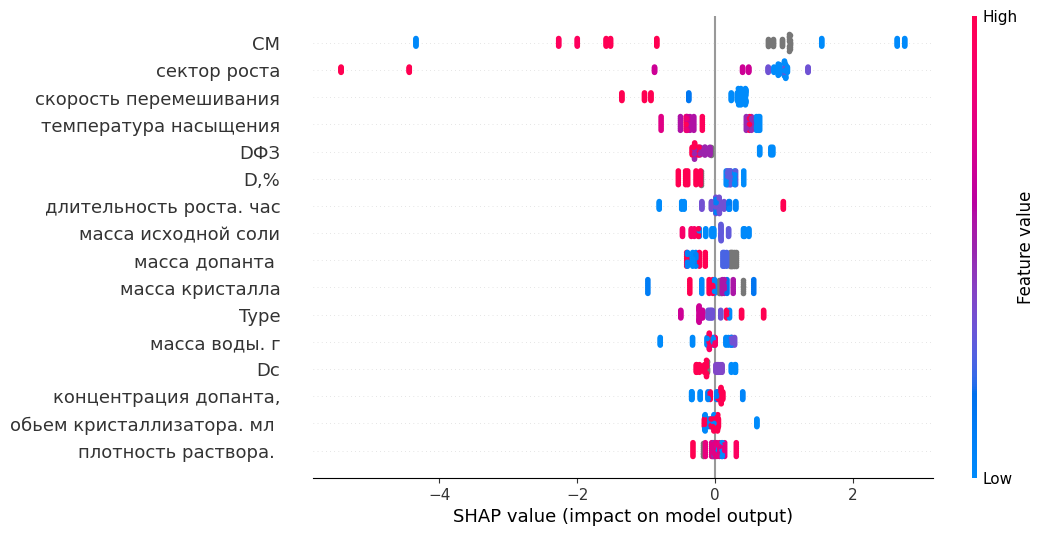 High
CM
сектор роста
скорость перемешивания
температура насыщения
DФЗ
D,%
длительность роста. час
масса исходной соли
масса допанта
масса кристалла
Type
масса воды. г
Dc
концентрация допанта,
обьем кристаллизатора. мл
плотность раствора.
Feature value
Low
−4 −2 0 2
SHAP value (impact on model output)